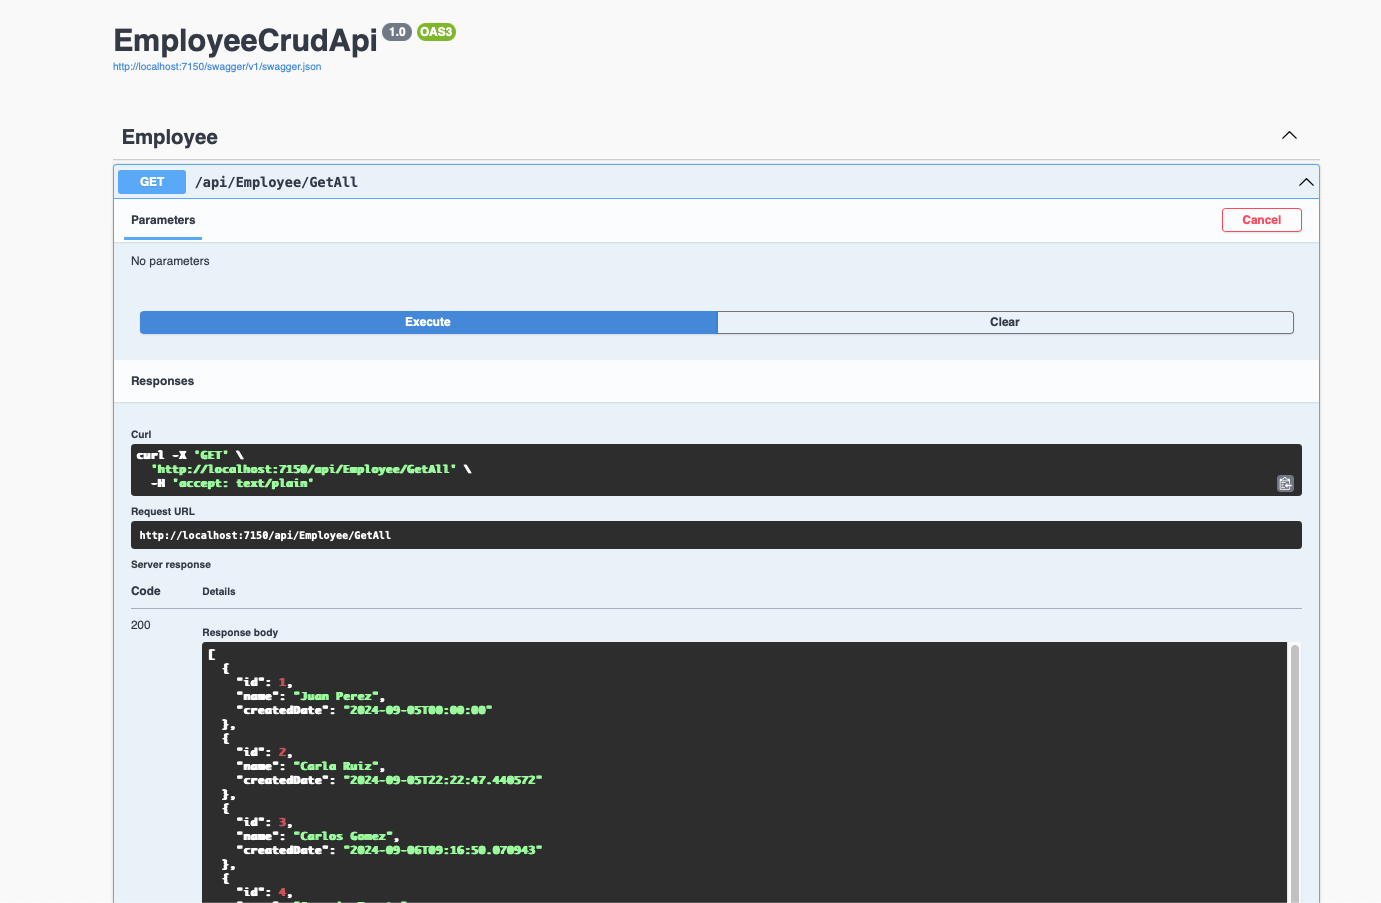 EmployeeCrudApi 1.0 OAS3
http://localhost:7150/swagger/v1/swagger.json
Employee
GET /api/Employee/GetAll
Parameters Cancel
No parameters
Execute Clear
Responses
Curl
curl -X 'GET' \
'http://localhost:7150/api/Employee/GetAll' \
-H 'accept: text/plain'
Request URL
http://localhost:7150/api/Employee/GetAll
Server response
Code Details
200
Response body
[
{
"id": 1,
"name": "Juan Perez",
"createdDate": "2024-09-05T00:00:00"
},
{
"id": 2,
"name": "Carla Ruiz",
"createdDate": "2024-09-05T22:22:47.440572"
},
{
"id": 3,
"name": "Carlos Gomez",
"createdDate": "2024-09-06T09:16:50.070943"
},
{
"id": 4,